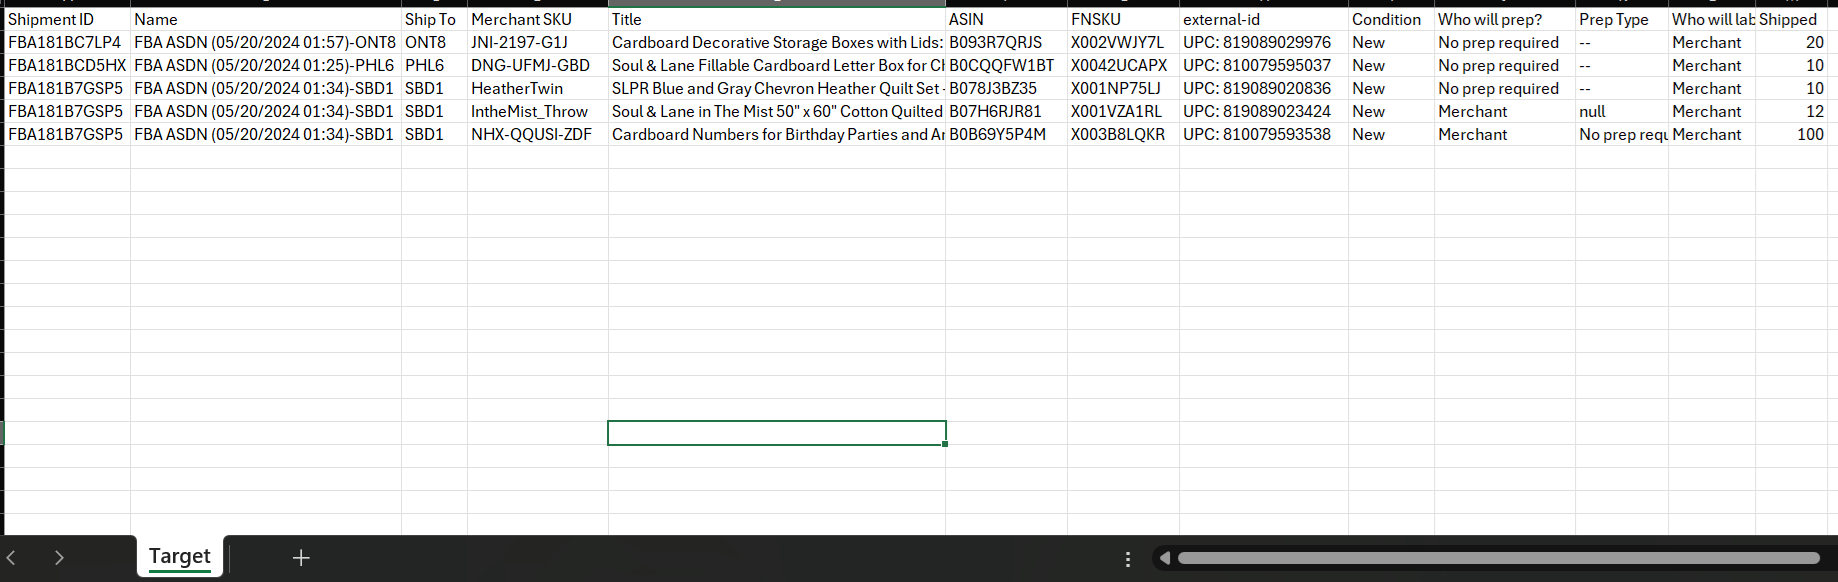 Shipment ID Name Ship To Merchant SKU Title ASIN FNSKU external-id Condition Who will prep? Prep Type Who will lab Shipped
FBA181BC7LP4 FBA ASDN (05/20/2024 01:57)-ONT8 ONT8 JNI-2197-G1J Cardboard Decorative Storage Boxes with Lids: B093R7QRJS X002VWJY7L UPC: 819089029976 New No prep required -- Merchant 20
FBA181BCD5HX FBA ASDN (05/20/2024 01:25)-PHL6 PHL6 DNG-UFMJ-GBD Soul & Lane Fillable Cardboard Letter Box for Ch B0CQQFW1BT X0042UCAPX UPC: 810079595037 New No prep required -- Merchant 10
FBA181B7GSP5 FBA ASDN (05/20/2024 01:34)-SBD1 SBD1 HeatherTwin SLPR Blue and Gray Chevron Heather Quilt Set - B078J3BZ35 X001NP75LJ UPC: 819089020836 New No prep required -- Merchant 10
FBA181B7GSP5 FBA ASDN (05/20/2024 01:34)-SBD1 SBD1 IntheMist_Throw Soul & Lane in The Mist 50" x 60" Cotton Quilted B07H6RJR81 X001VZA1RL UPC: 819089023424 New Merchant null Merchant 12
FBA181B7GSP5 FBA ASDN (05/20/2024 01:34)-SBD1 SBD1 NHX-QQUSI-ZDF Cardboard Numbers for Birthday Parties and Ar B0B69Y5P4M X003B8LQKR UPC: 810079593538 New Merchant No prep requ Merchant 100
Target